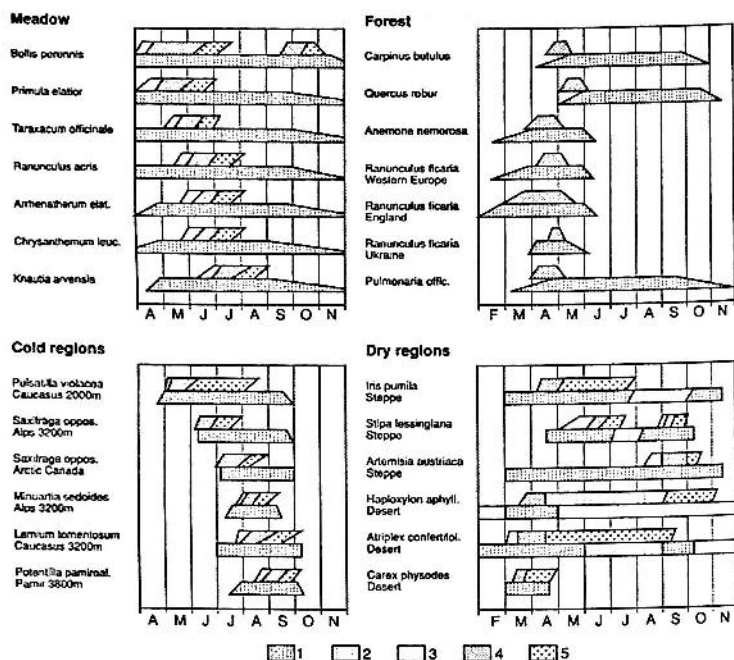 Meadow
Bollis perennis
Primula elatior
Taraxacum officinale
Ranunculus acris
Arrhenatherum elat.
Chrysanthemum leuc.
Knautia arvensis
A M J J A S O N
Forest
Carpinus butulus
Quercus robur
Anemone nemorosa
Ranunculus ficaria
Western Europe
Ranunculus ficaria
England
Ranunculus ficaria
Ukraine
Pulmonaria offic.
F M A M J J A S O N
Cold regions
Pulsatilla violacea
Caucasus 2000m
Saxifraga oppos.
Alps 3200m
Saxifraga oppos.
Arctic Canada
Minuartia sedoides
Alps 3200m
Lamium tomentosum
Caucasus 3200m
Potentilla pamiroal.
Pamir 3800m
A M J J A S O N
Dry regions
Iris pumila
Steppe
Stipa lessingiana
Steppe
Artemisia austriaca
Steppe
Haploxylon aphyll.
Desert
Atriplex confertifol.
Desert
Carex physodes
Desert
F M A M J J A S O N
1 2 3 4 5